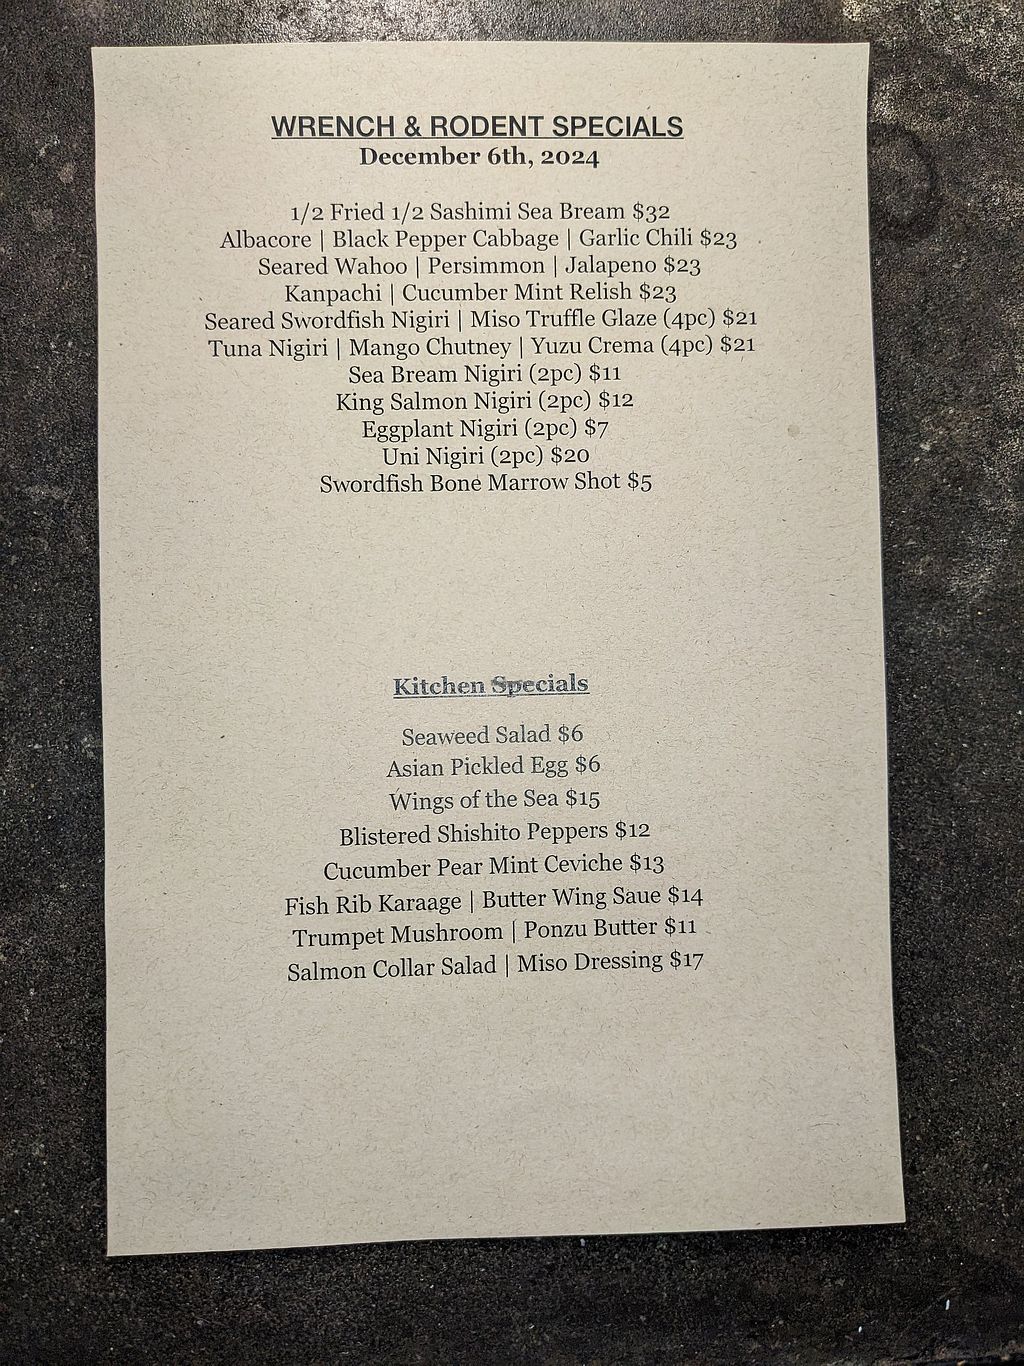 WRENCH & RODENT SPECIALS
December 6th, 2024
1/2 Fried 1/2 Sashimi Sea Bream $32
Albacore | Black Pepper Cabbage | Garlic Chili $23
Seared Wahoo | Persimmon | Jalapeno $23
Kanpachi | Cucumber Mint Relish $23
Seared Swordfish Nigiri | Miso Truffle Glaze (4pc) $21
Tuna Nigiri | Mango Chutney | Yuzu Crema (4pc) $21
Sea Bream Nigiri (2pc) $11
King Salmon Nigiri (2pc) $12
Eggplant Nigiri (2pc) $7
Uni Nigiri (2pc) $20
Swordfish Bone Marrow Shot $5
Kitchen Specials
Seaweed Salad $6
Asian Pickled Egg $6
Wings of the Sea $15
Blistered Shishito Peppers $12
Cucumber Pear Mint Ceviche $13
Fish Rib Karaage | Butter Wing Saue $14
Trumpet Mushroom | Ponzu Butter $11
Salmon Collar Salad | Miso Dressing $17